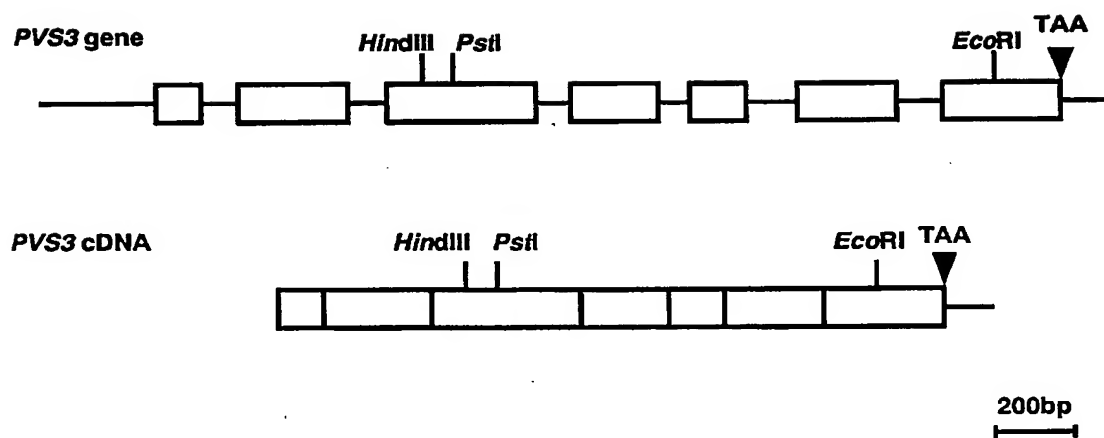 PVS3 gene
HindIII PstI EcoRI TAA
PVS3 cDNA
HindIII PstI EcoRI TAA
200bp